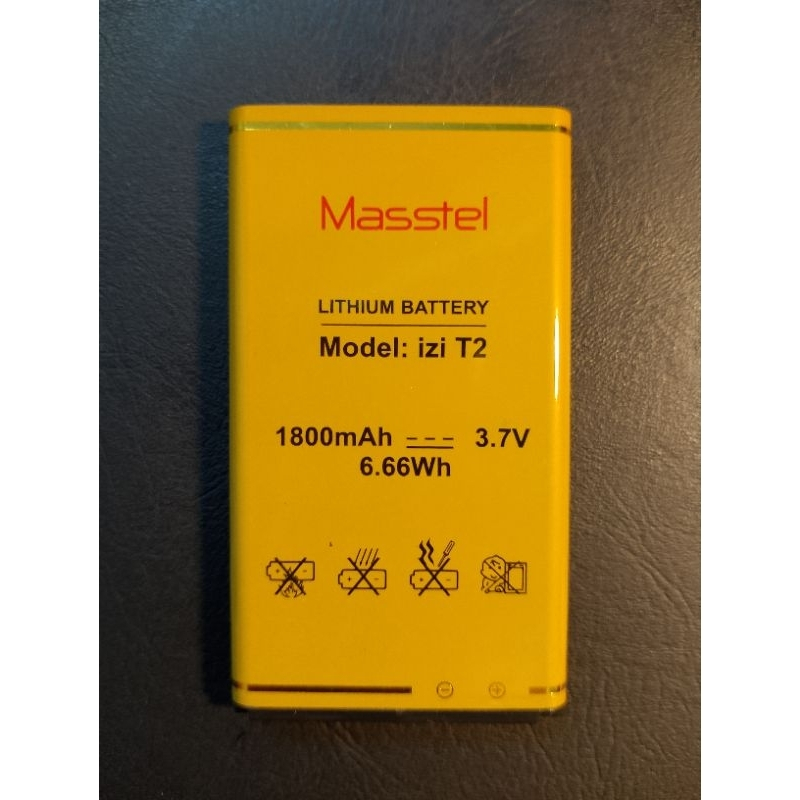 Masstel
LITHIUM BATTERY
Model: izi T2
1800mAh 3.7V
6.66Wh